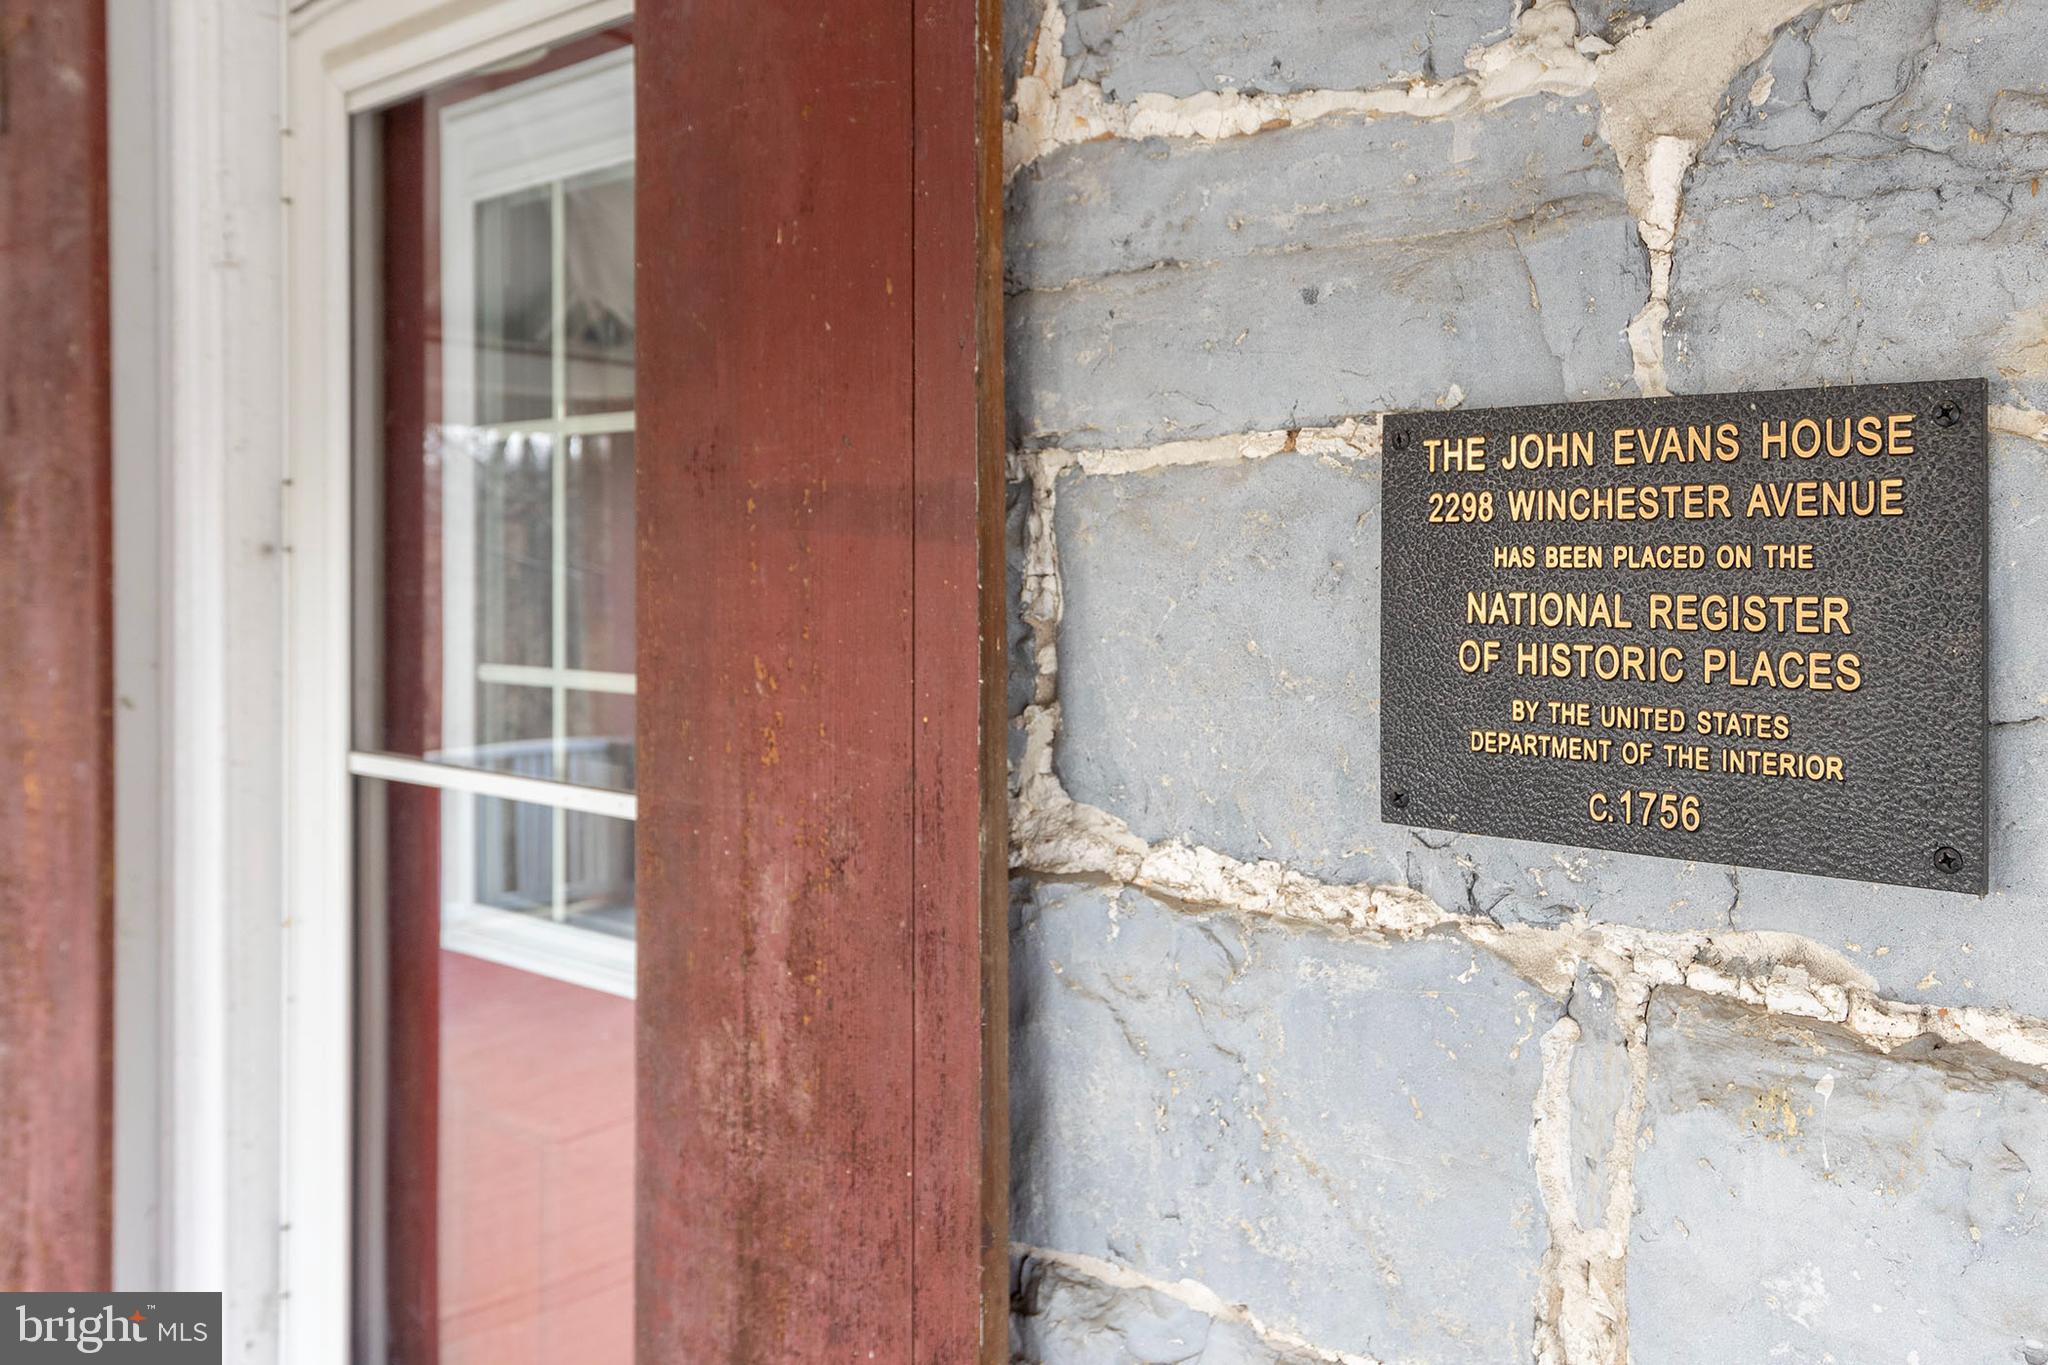 THE JOHN EVANS HOUSE
2298 WINCHESTER AVENUE
HAS BEEN PLACED ON THE
NATIONAL REGISTER
OF HISTORIC PLACES
BY THE UNITED STATES
DEPARTMENT OF THE INTERIOR
C.1756
bright™ MLS